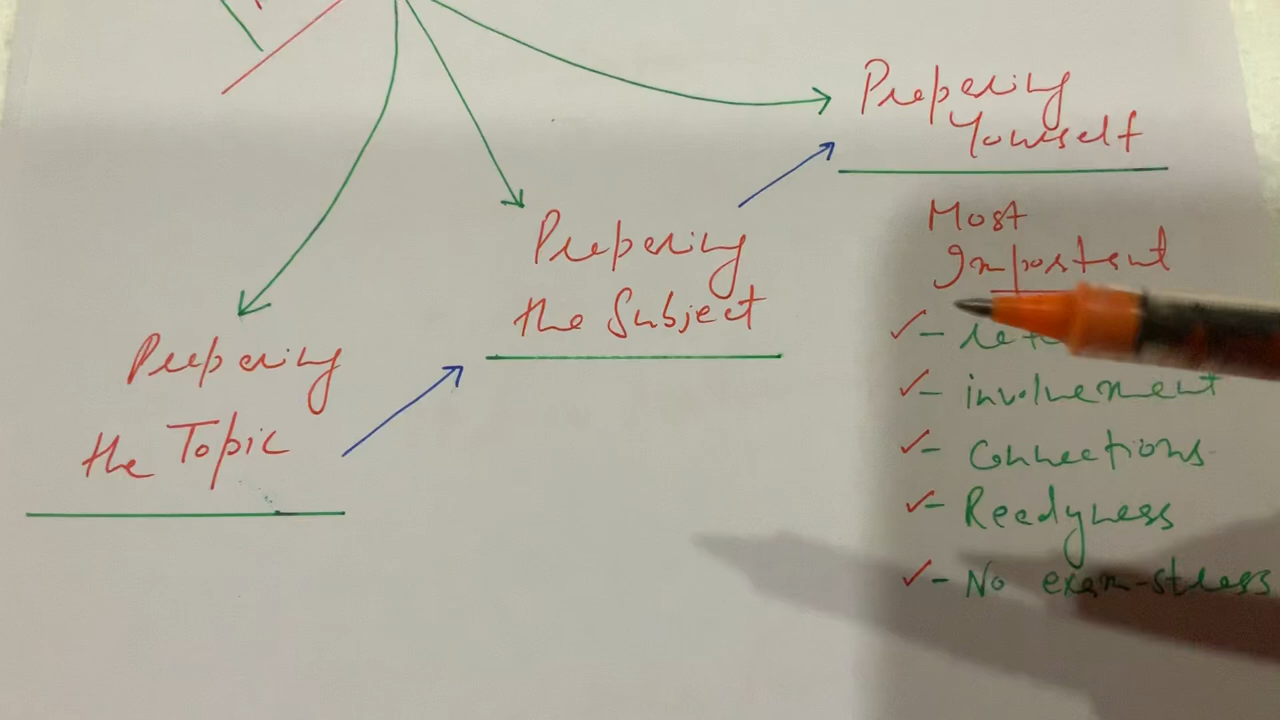 Preparing
Yourself
Most
Important
Preparing
the Subject
Preparing
the Topic
✓-
✓- involvement
✓- Connections
✓- Readyness
✓- No exam-stress